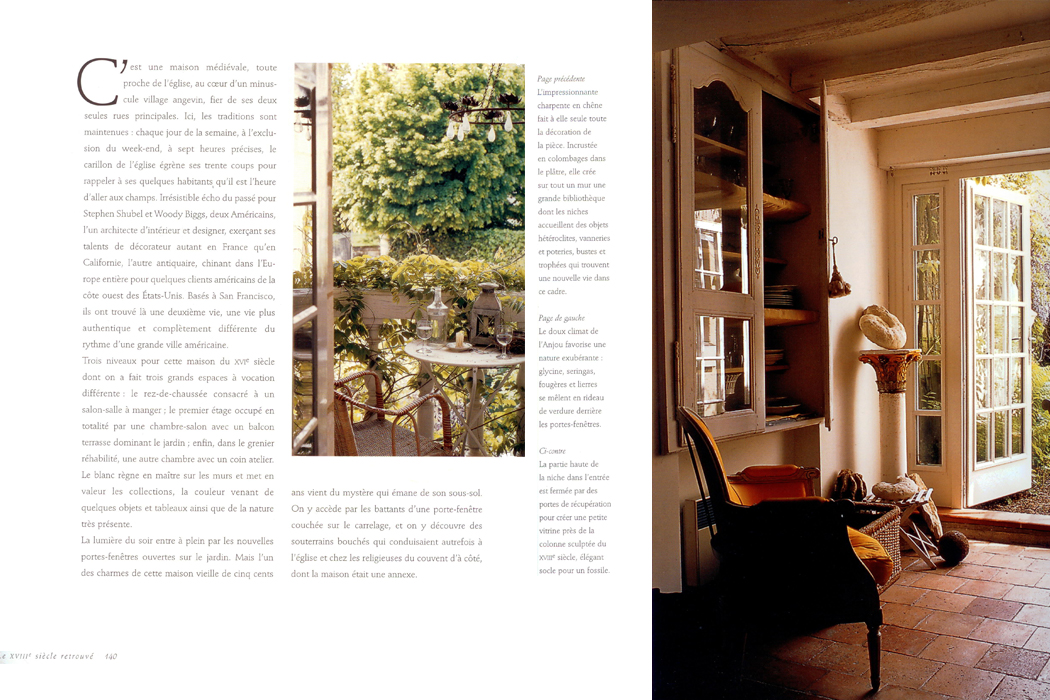 C'est une maison médiévale, toute
proche de l'église, au cœur d'un minus-
cule village angevin, fier de ses deux
seules rues principales. Ici, les traditions sont
maintenues : chaque jour de la semaine, à l'exclu-
sion du week-end, à sept heures précises, le
carillon de l'église égrène ses trente coups pour
rappeler à ses quelques habitants qu'il est l'heure
d'aller aux champs. Irrésistible écho du passé pour
Stephen Shubel et Woody Biggs, deux Américains,
l'un architecte d'intérieur et designer, exerçant ses
talents de décorateur autant en France qu'en
Californie, l'autre antiquaire, chinant dans l'Eu-
rope entière pour quelques clients américains de la
côte ouest des États-Unis. Basés à San Francisco,
ils ont trouvé là une deuxième vie, une vie plus
authentique et complètement différente du
rythme d'une grande ville américaine.
Trois niveaux pour cette maison du XVIe siècle
dont on a fait trois grands espaces à vocation
différente : le rez-de-chaussée consacré à un
salon-salle à manger ; le premier étage occupé en
totalité par une chambre-salon avec un balcon
terrasse dominant le jardin ; enfin, dans le grenier
réhabilité, une autre chambre avec un coin atelier.
Le blanc règne en maître sur les murs et met en
valeur les collections, la couleur venant de
quelques objets et tableaux ainsi que de la nature
très présente.
La lumière du soir entre à plein par les nouvelles
portes-fenêtres ouvertes sur le jardin. Mais l'un
des charmes de cette maison vieille de cinq cents
ans vient du mystère qui émane de son sous-sol.
On y accède par les battants d'une porte-fenêtre
couchée sur le carrelage, et on y découvre des
souterrains bouchés qui conduisaient autrefois à
l'église et chez les religieuses du couvent d'à côté,
dont la maison était une annexe.
Page précédente
L'impressionnante
charpente en chêne
fait à elle seule toute
la décoration de
la pièce. Incrustée
en colombages dans
le plâtre, elle crée
sur tout un mur une
grande bibliothèque
dont les niches
accueillent des objets
hétéroclites, vanneries
et poteries, bustes et
trophées qui trouvent
une nouvelle vie dans
ce cadre.
Page de gauche
Le doux climat de
l'Anjou favorise une
nature exubérante :
glycine, seringas,
fougères et lierres
se mêlent en rideau
de verdure derrière
les portes-fenêtres.
Ci-contre
La partie haute de
la niche dans l'entrée
est fermée par des
portes de récupération
pour créer une petite
vitrine près de la
colonne sculptée du
XVIIIe siècle, élégant
socle pour un fossile.
e XVIIIe siècle retrouvé 140